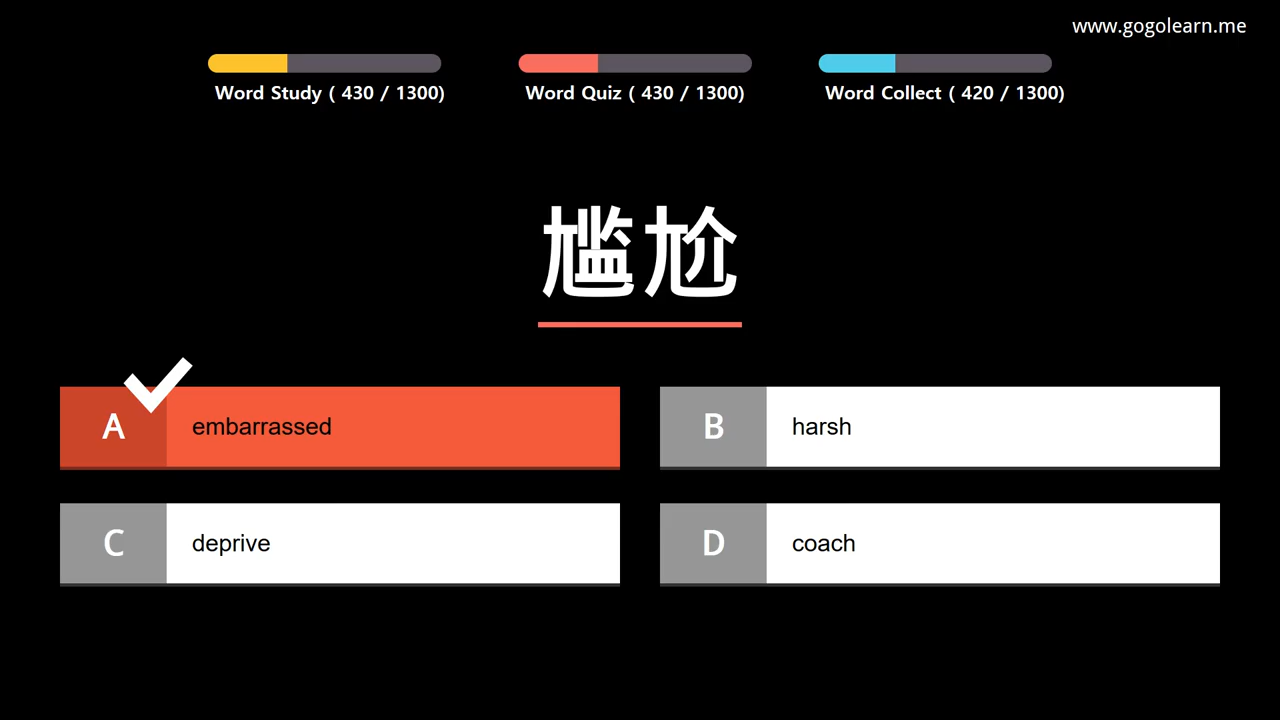 www.gogolearn.me
Word Study ( 430 / 1300)
Word Quiz ( 430 / 1300)
Word Collect ( 420 / 1300)
尴尬
A embarrassed
B harsh
C deprive
D coach